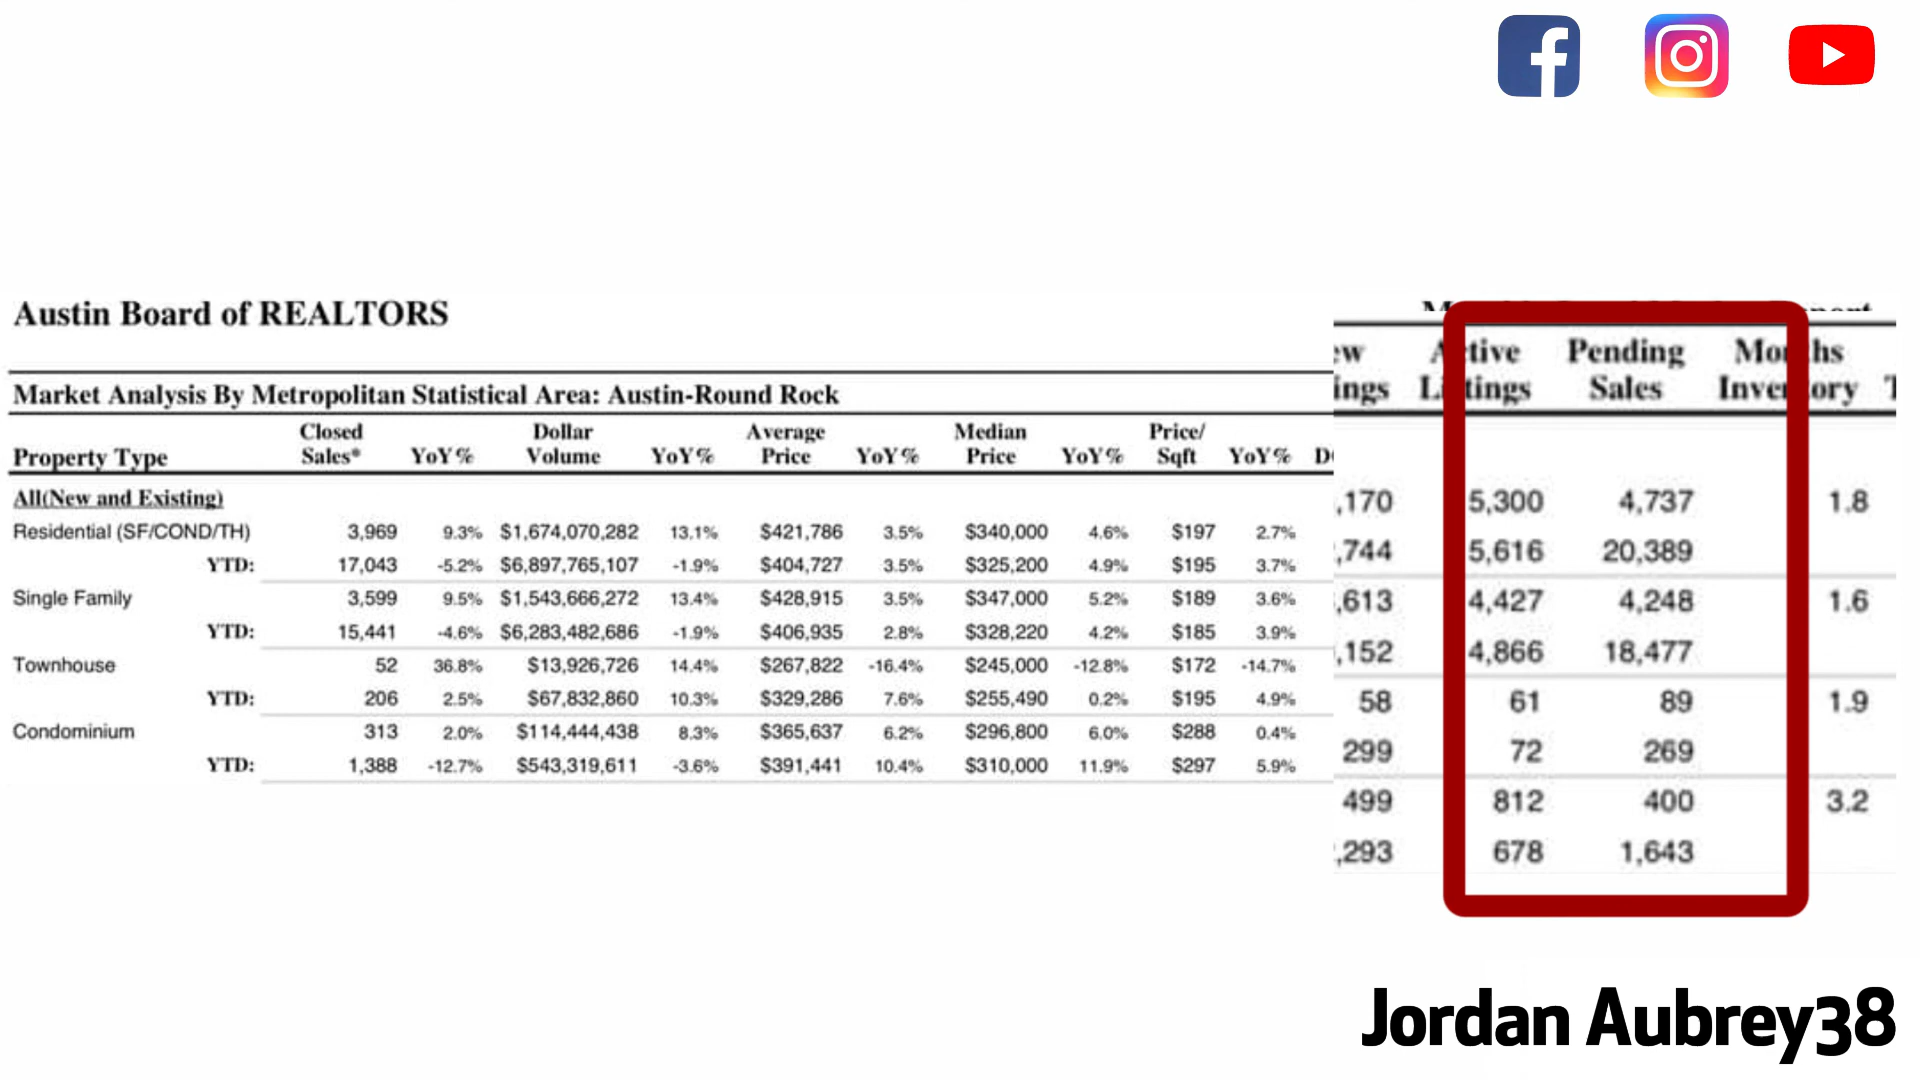 Austin Board of REALTORS
Market Analysis By Metropolitan Statistical Area: Austin-Round Rock
Property Type Closed Sales* YoY% Dollar Volume YoY% Average Price YoY% Median Price YoY% Price/Sqft YoY% D
All(New and Existing)
Residential (SF/COND/TH) 3,969 9.3% $1,674,070,282 13.1% $421,786 3.5% $340,000 4.6% $197 2.7%
YTD: 17,043 -5.2% $6,897,765,107 -1.9% $404,727 3.5% $325,200 4.9% $195 3.7%
Single Family 3,599 9.5% $1,543,666,272 13.4% $428,915 3.5% $347,000 5.2% $189 3.6%
YTD: 15,441 -4.6% $6,283,482,686 -1.9% $406,935 2.8% $328,220 4.2% $185 3.9%
Townhouse 52 36.8% $13,926,726 14.4% $267,822 -16.4% $245,000 -12.8% $172 -14.7%
YTD: 206 2.5% $67,832,860 10.3% $329,286 7.6% $255,490 0.2% $195 4.9%
Condominium 313 2.0% $114,444,438 8.3% $365,637 6.2% $296,800 6.0% $288 0.4%
YTD: 1,388 -12.7% $543,319,611 -3.6% $391,441 10.4% $310,000 11.9% $297 5.9%
ew Active Pending Months
ings Listings Sales Inventory T
,170 5,300 4,737 1.8
,744 5,616 20,389
,613 4,427 4,248 1.6
,152 4,866 18,477
58 61 89 1.9
299 72 269
499 812 400 3.2
,293 678 1,643
Jordan Aubrey38